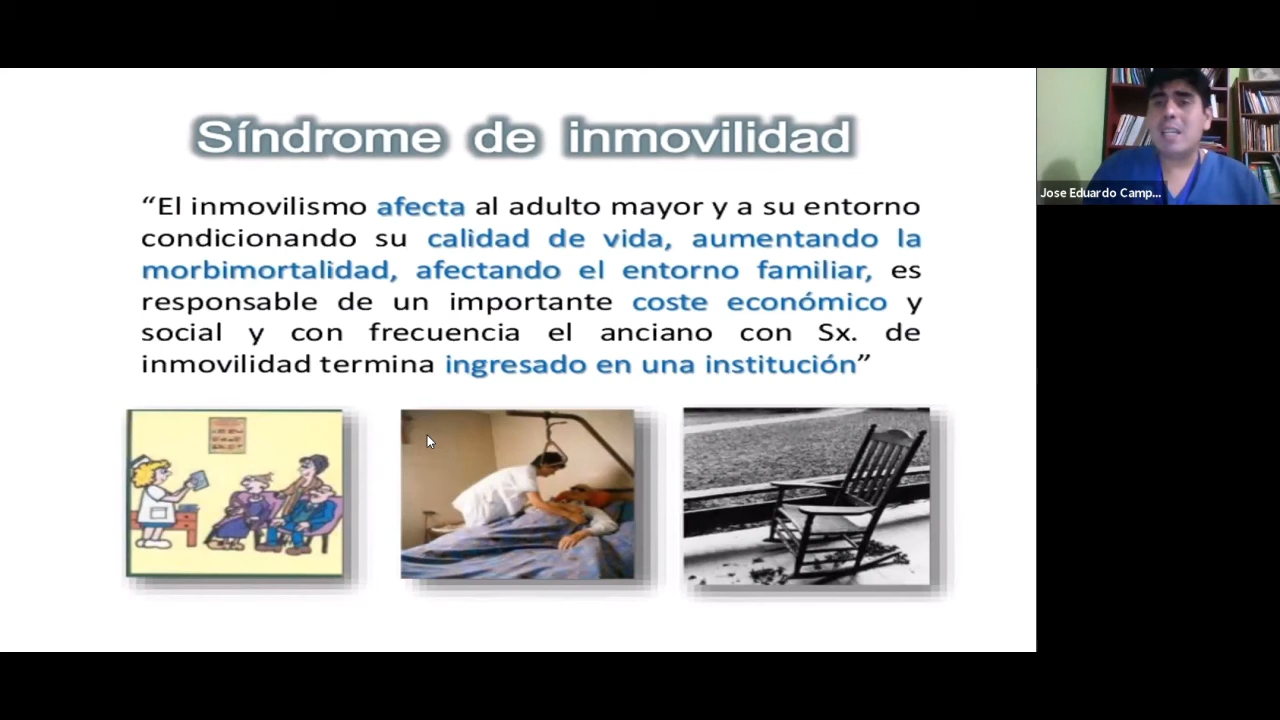 Síndrome de inmovilidad
“El inmovilismo afecta al adulto mayor y a su entorno
condicionando su calidad de vida, aumentando la
morbimortalidad, afectando el entorno familiar, es
responsable de un importante coste económico y
social y con frecuencia el anciano con Sx. de
inmovilidad termina ingresado en una institución”
Jose Eduardo Camp...